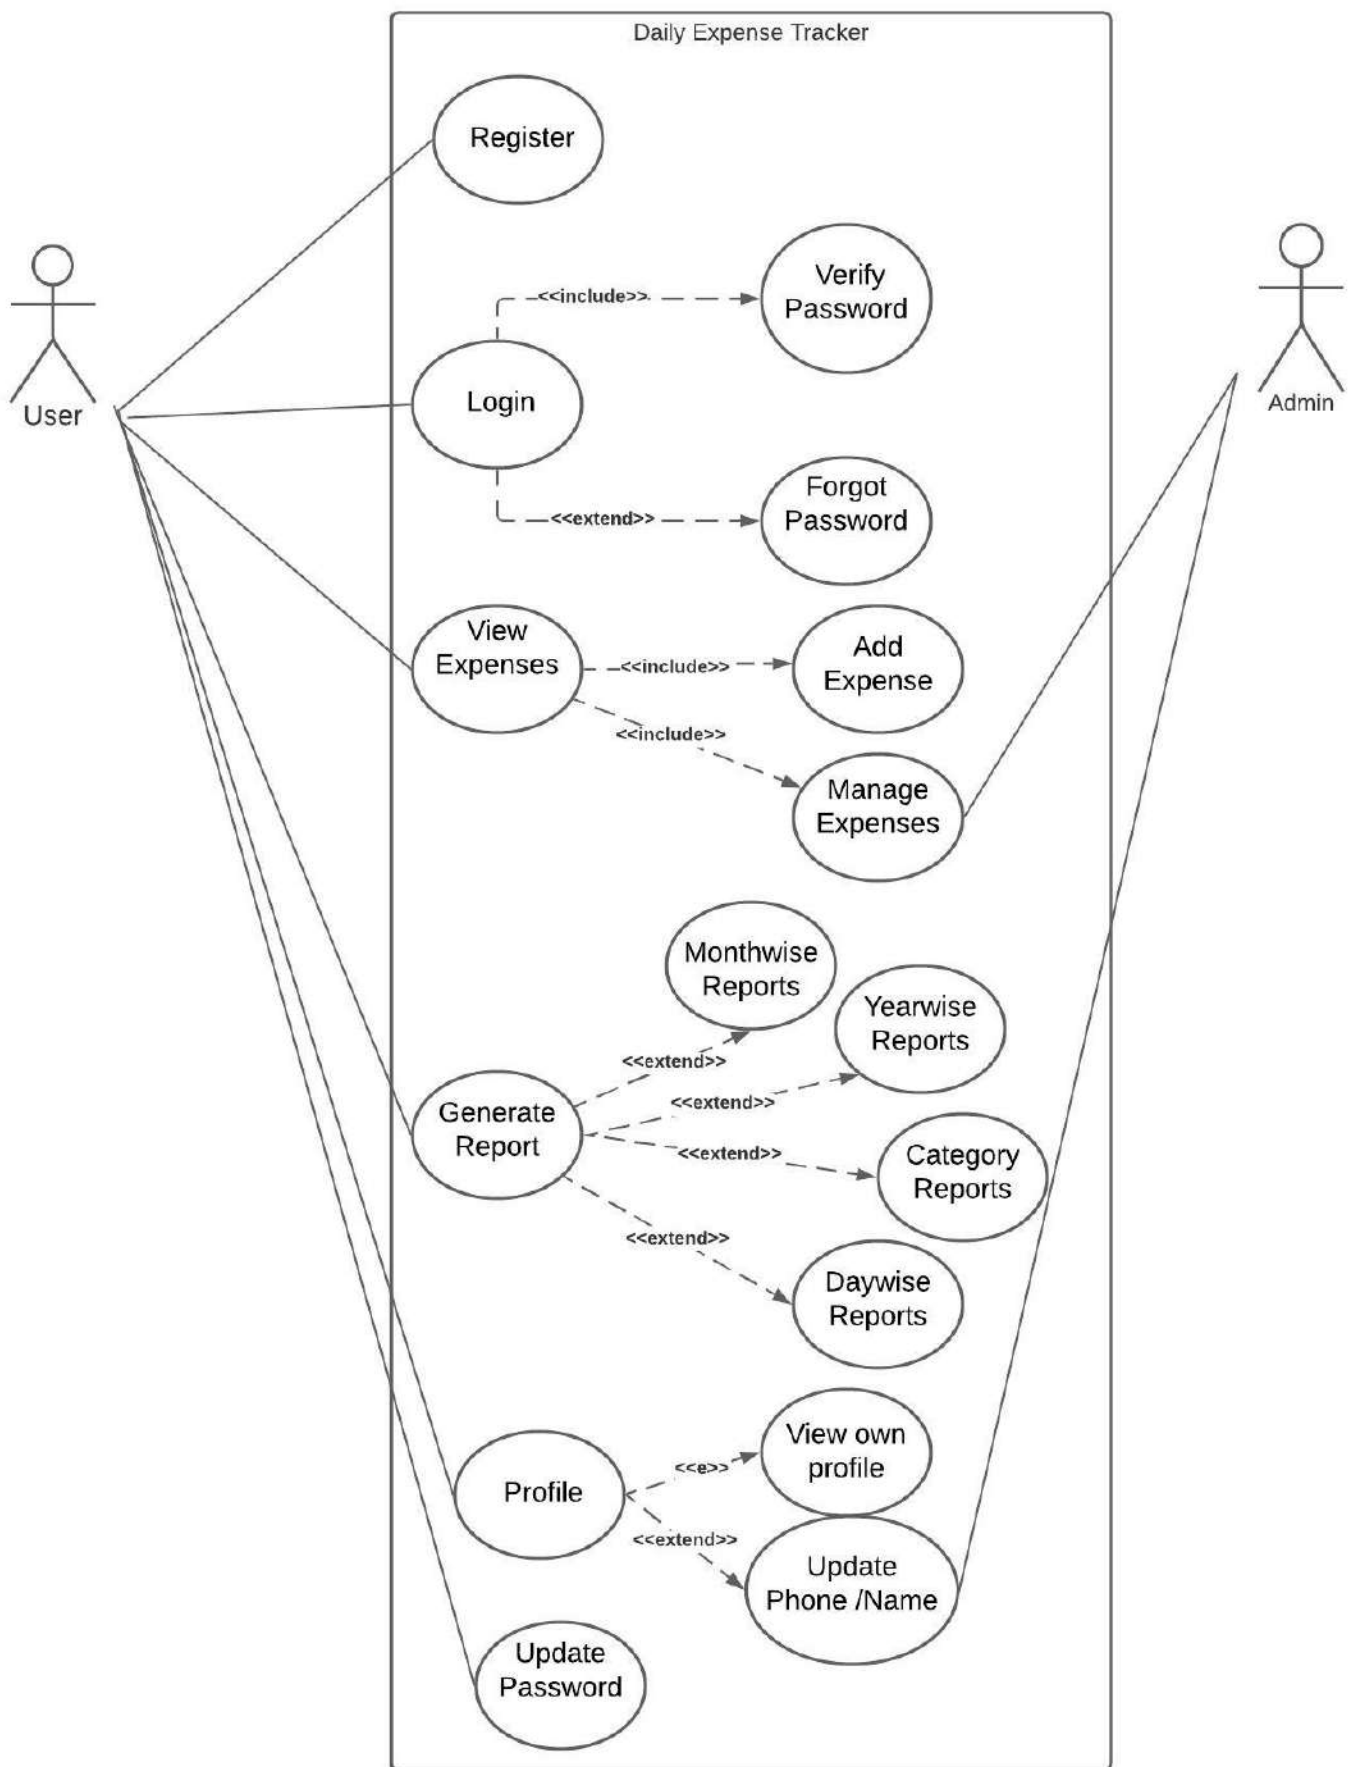 Daily Expense Tracker
Register
Verify
Password
<<include>>
User
Login
Admin
Forgot
Password
<<extend>>
View
Expenses
<<include>>
Add
Expense
<<include>>
Manage
Expenses
Monthwise
Reports
Yearwise
Reports
<<extend>>
<<extend>>
Generate
Report
<<extend>>
Category
Reports
<<extend>>
Daywise
Reports
View own
profile
<<e>>
Profile
<<extend>>
Update
Phone /Name
Update
Password